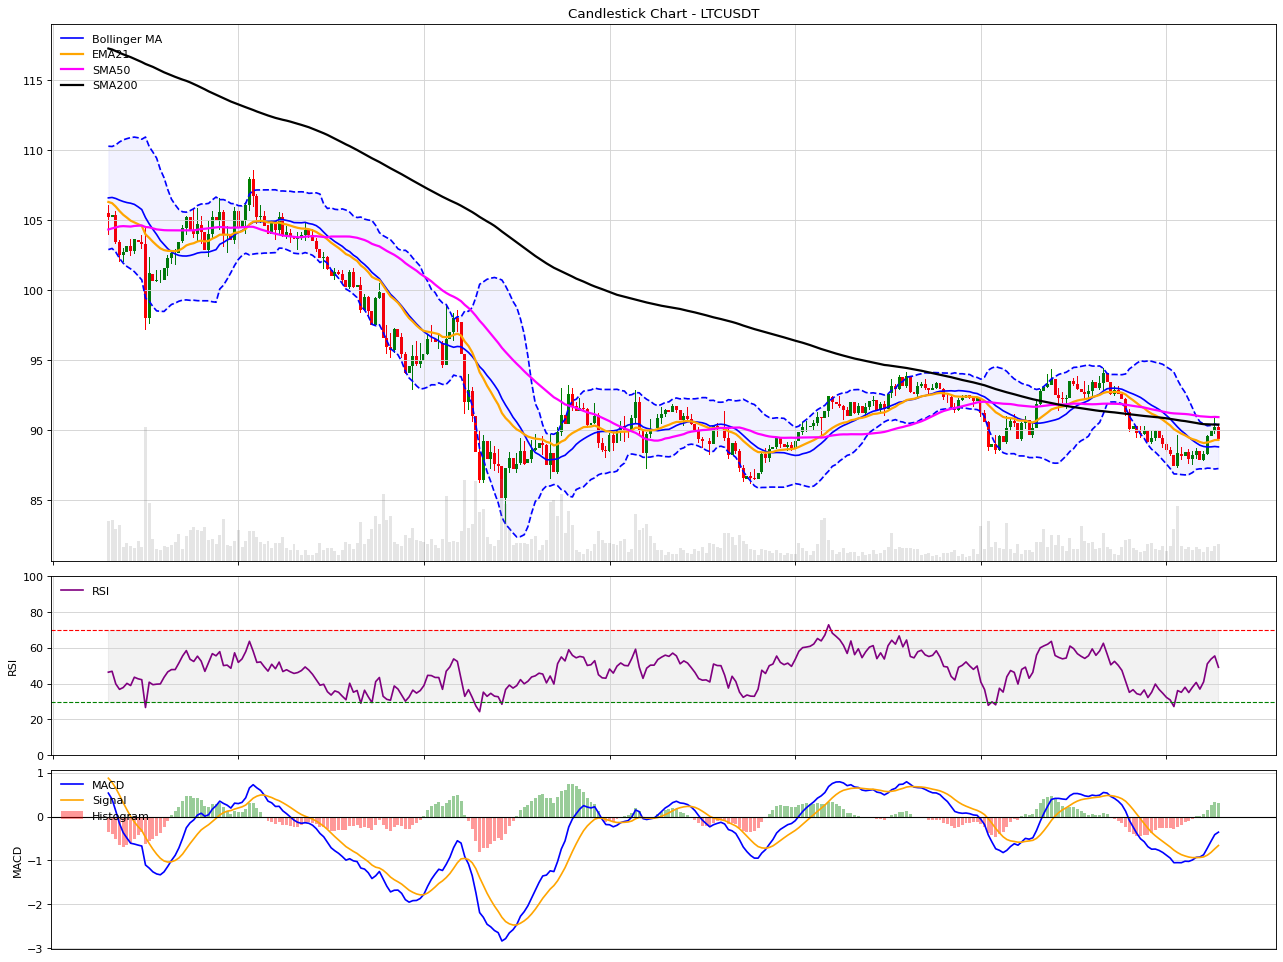 Candlestick Chart - LTCUSDT
Bollinger MA
EMA21
SMA50
SMA200
115
110
105
100
95
90
85
RSI
100
80
60
40
20
0
RSI
MACD
Signal
Histogram
1
0
−1
−2
−3
MACD